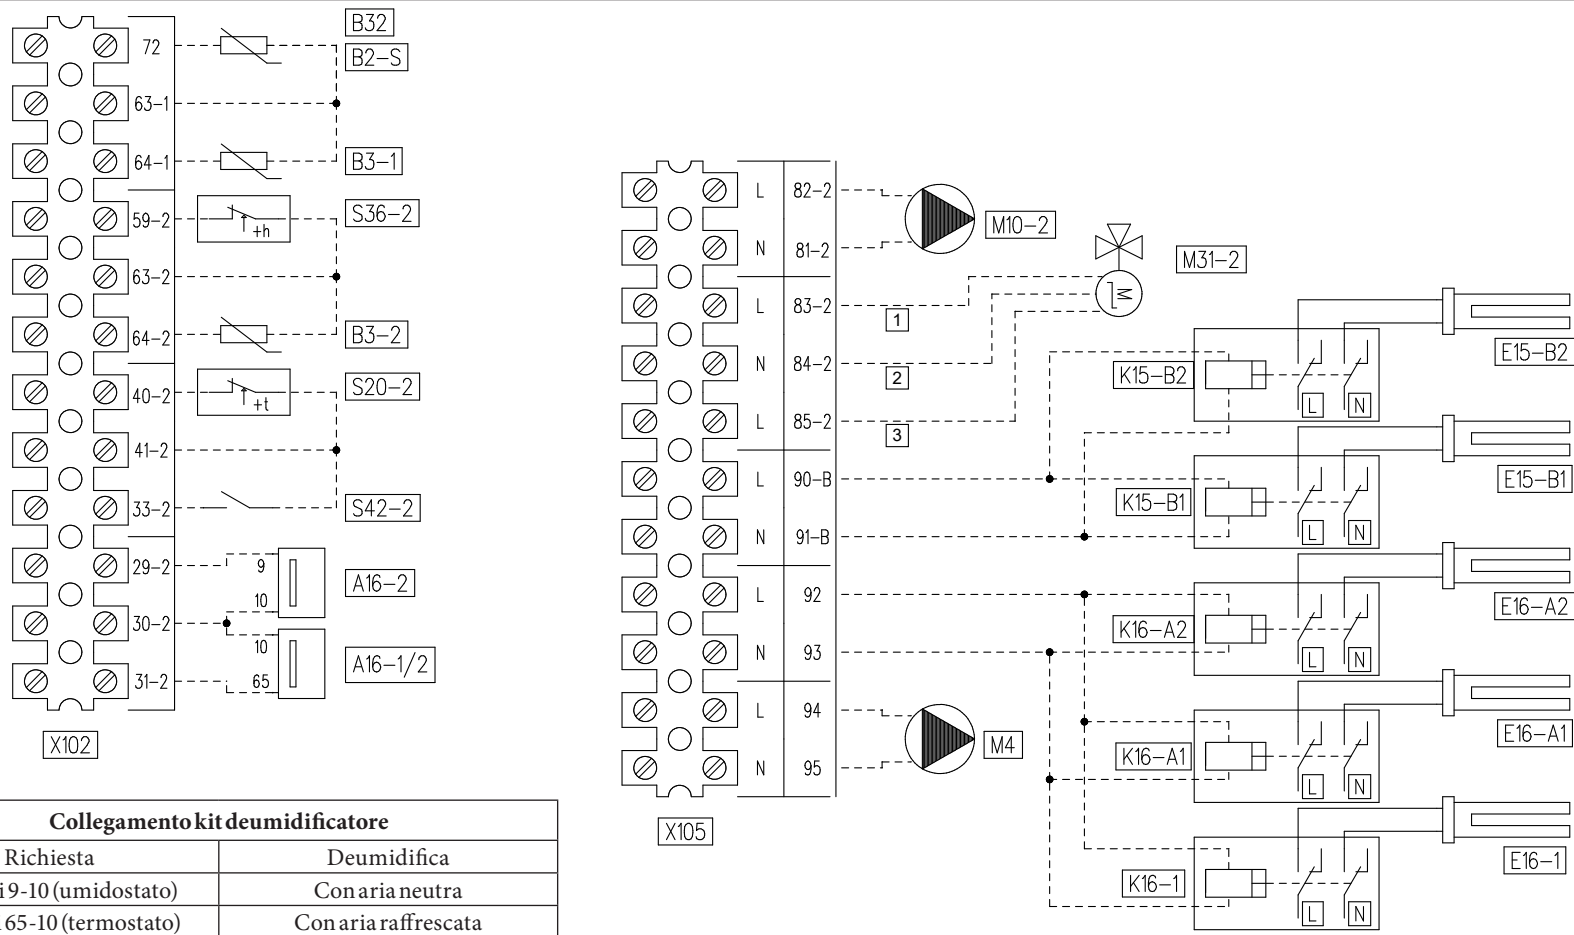 72
B32
B2-S
63-1
64-1
B3-1
59-2
+h
S36-2
63-2
64-2
B3-2
40-2
+t
S20-2
41-2
33-2
S42-2
29-2
9
10
A16-2
30-2
10
65
A16-1/2
31-2
X102
L 82-2
N 81-2
M10-2
L 83-2
1
M31-2
M
N 84-2
2
L 85-2
3
L 90-B
N 91-B
L 92
N 93
L 94
N 95
M4
X105
K15-B2
L N
E15-B2
K15-B1
L N
E15-B1
K16-A2
L N
E16-A2
K16-A1
L N
E16-A1
K16-1
L N
E16-1
Collegamento kit deumidificatore
Richiesta Deumidifica
i 9-10 (umidostato) Con aria neutra
65-10 (termostato) Con aria raffrescata